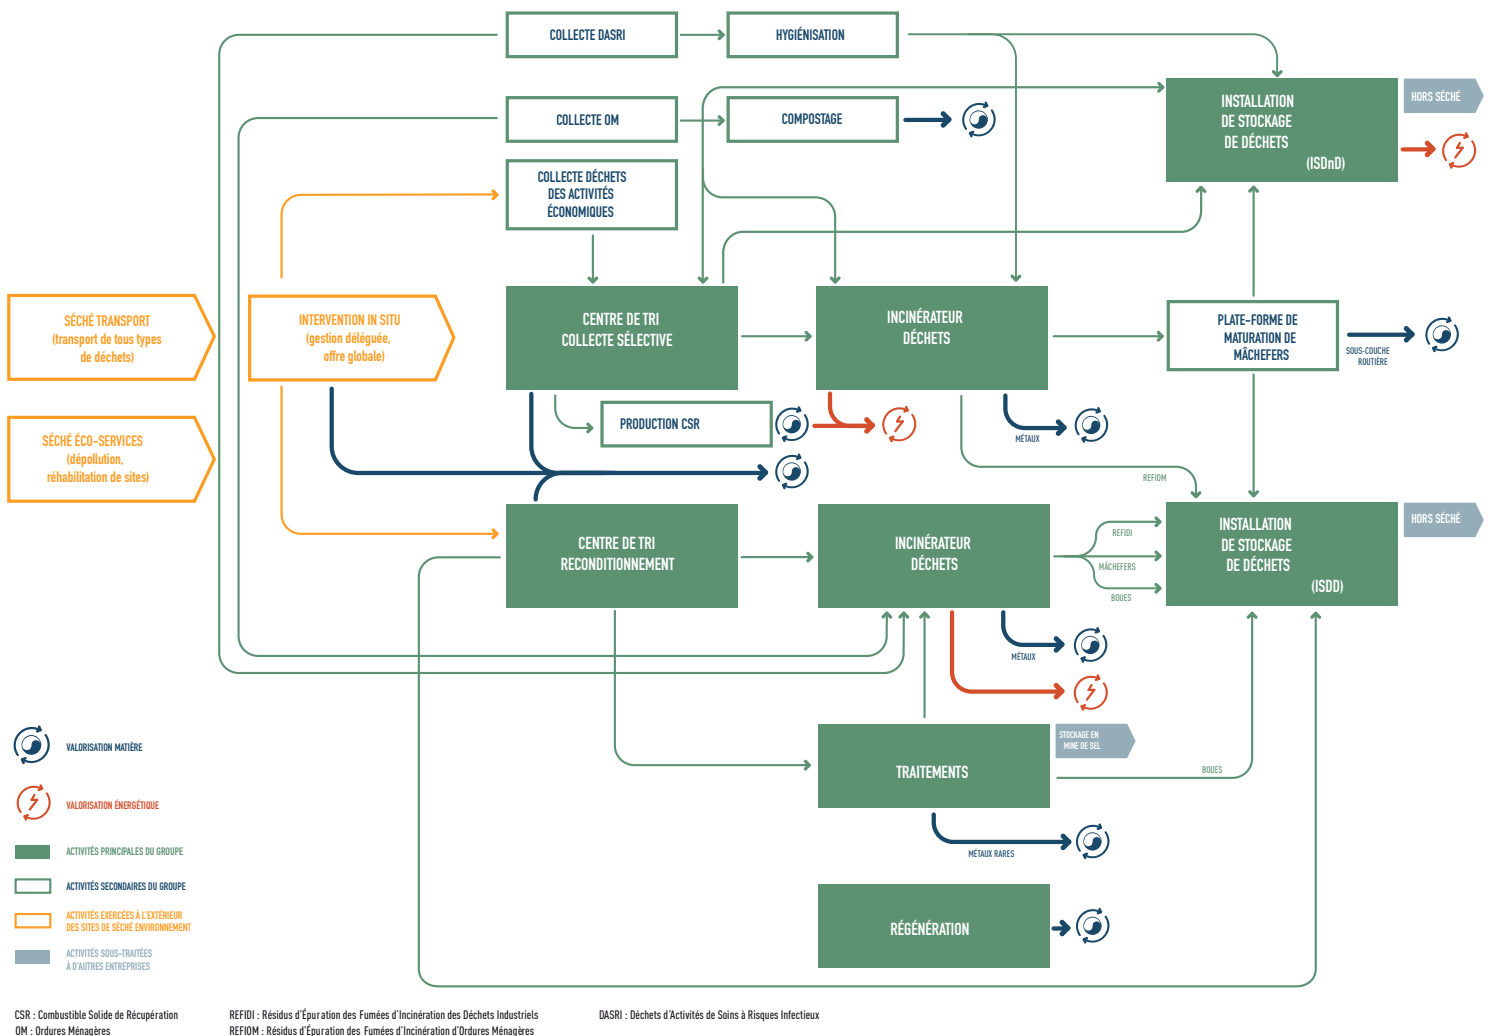 COLLECTE DASRI
HYGIÉNISATION
COLLECTE OM
COMPOSTAGE
INSTALLATION
DE STOCKAGE
DE DÉCHETS
(ISDnD)
HORS SÉCHÉ
COLLECTE DÉCHETS
DES ACTIVITÉS
ÉCONOMIQUES
SÉCHÉ TRANSPORT
(transport de tous types
de déchets)
INTERVENTION IN SITU
(gestion déléguée,
offre globale)
CENTRE DE TRI
COLLECTE SÉLECTIVE
INCINÉRATEUR
DÉCHETS
PLATE-FORME DE
MATURATION DE
MÂCHEFERS
SOUS-COUCHE
ROUTIÈRE
PRODUCTION CSR
MÉTAUX
SÉCHÉ ÉCO-SERVICES
(dépollution,
réhabilitation de sites)
REFIOM
CENTRE DE TRI
RECONDITIONNEMENT
INCINÉRATEUR
DÉCHETS
REFIDI
MÂCHEFERS
BOUES
INSTALLATION
DE STOCKAGE
DE DÉCHETS
(ISDD)
HORS SÉCHÉ
MÉTAUX
TRAITEMENTS
STOCKAGE EN
MINE DE SEL
BOUES
MÉTAUX RARES
RÉGÉNÉRATION
VALORISATION MATIÈRE
VALORISATION ÉNERGÉTIQUE
ACTIVITÉS PRINCIPALES DU GROUPE
ACTIVITÉS SECONDAIRES DU GROUPE
ACTIVITÉS EXERCÉES À L'EXTÉRIEUR
DES SITES DE SÉCHÉ ENVIRONNEMENT
ACTIVITÉS SOUS-TRAITÉES
À D'AUTRES ENTREPRISES
CSR : Combustible Solide de Récupération
OM : Ordures Ménagères
REFIDI : Résidus d'Épuration des Fumées d'Incinération des Déchets Industriels
REFIOM : Résidus d'Épuration des Fumées d'Incinération d'Ordures Ménagères
DASRI : Déchets d'Activités de Soins à Risques Infectieux